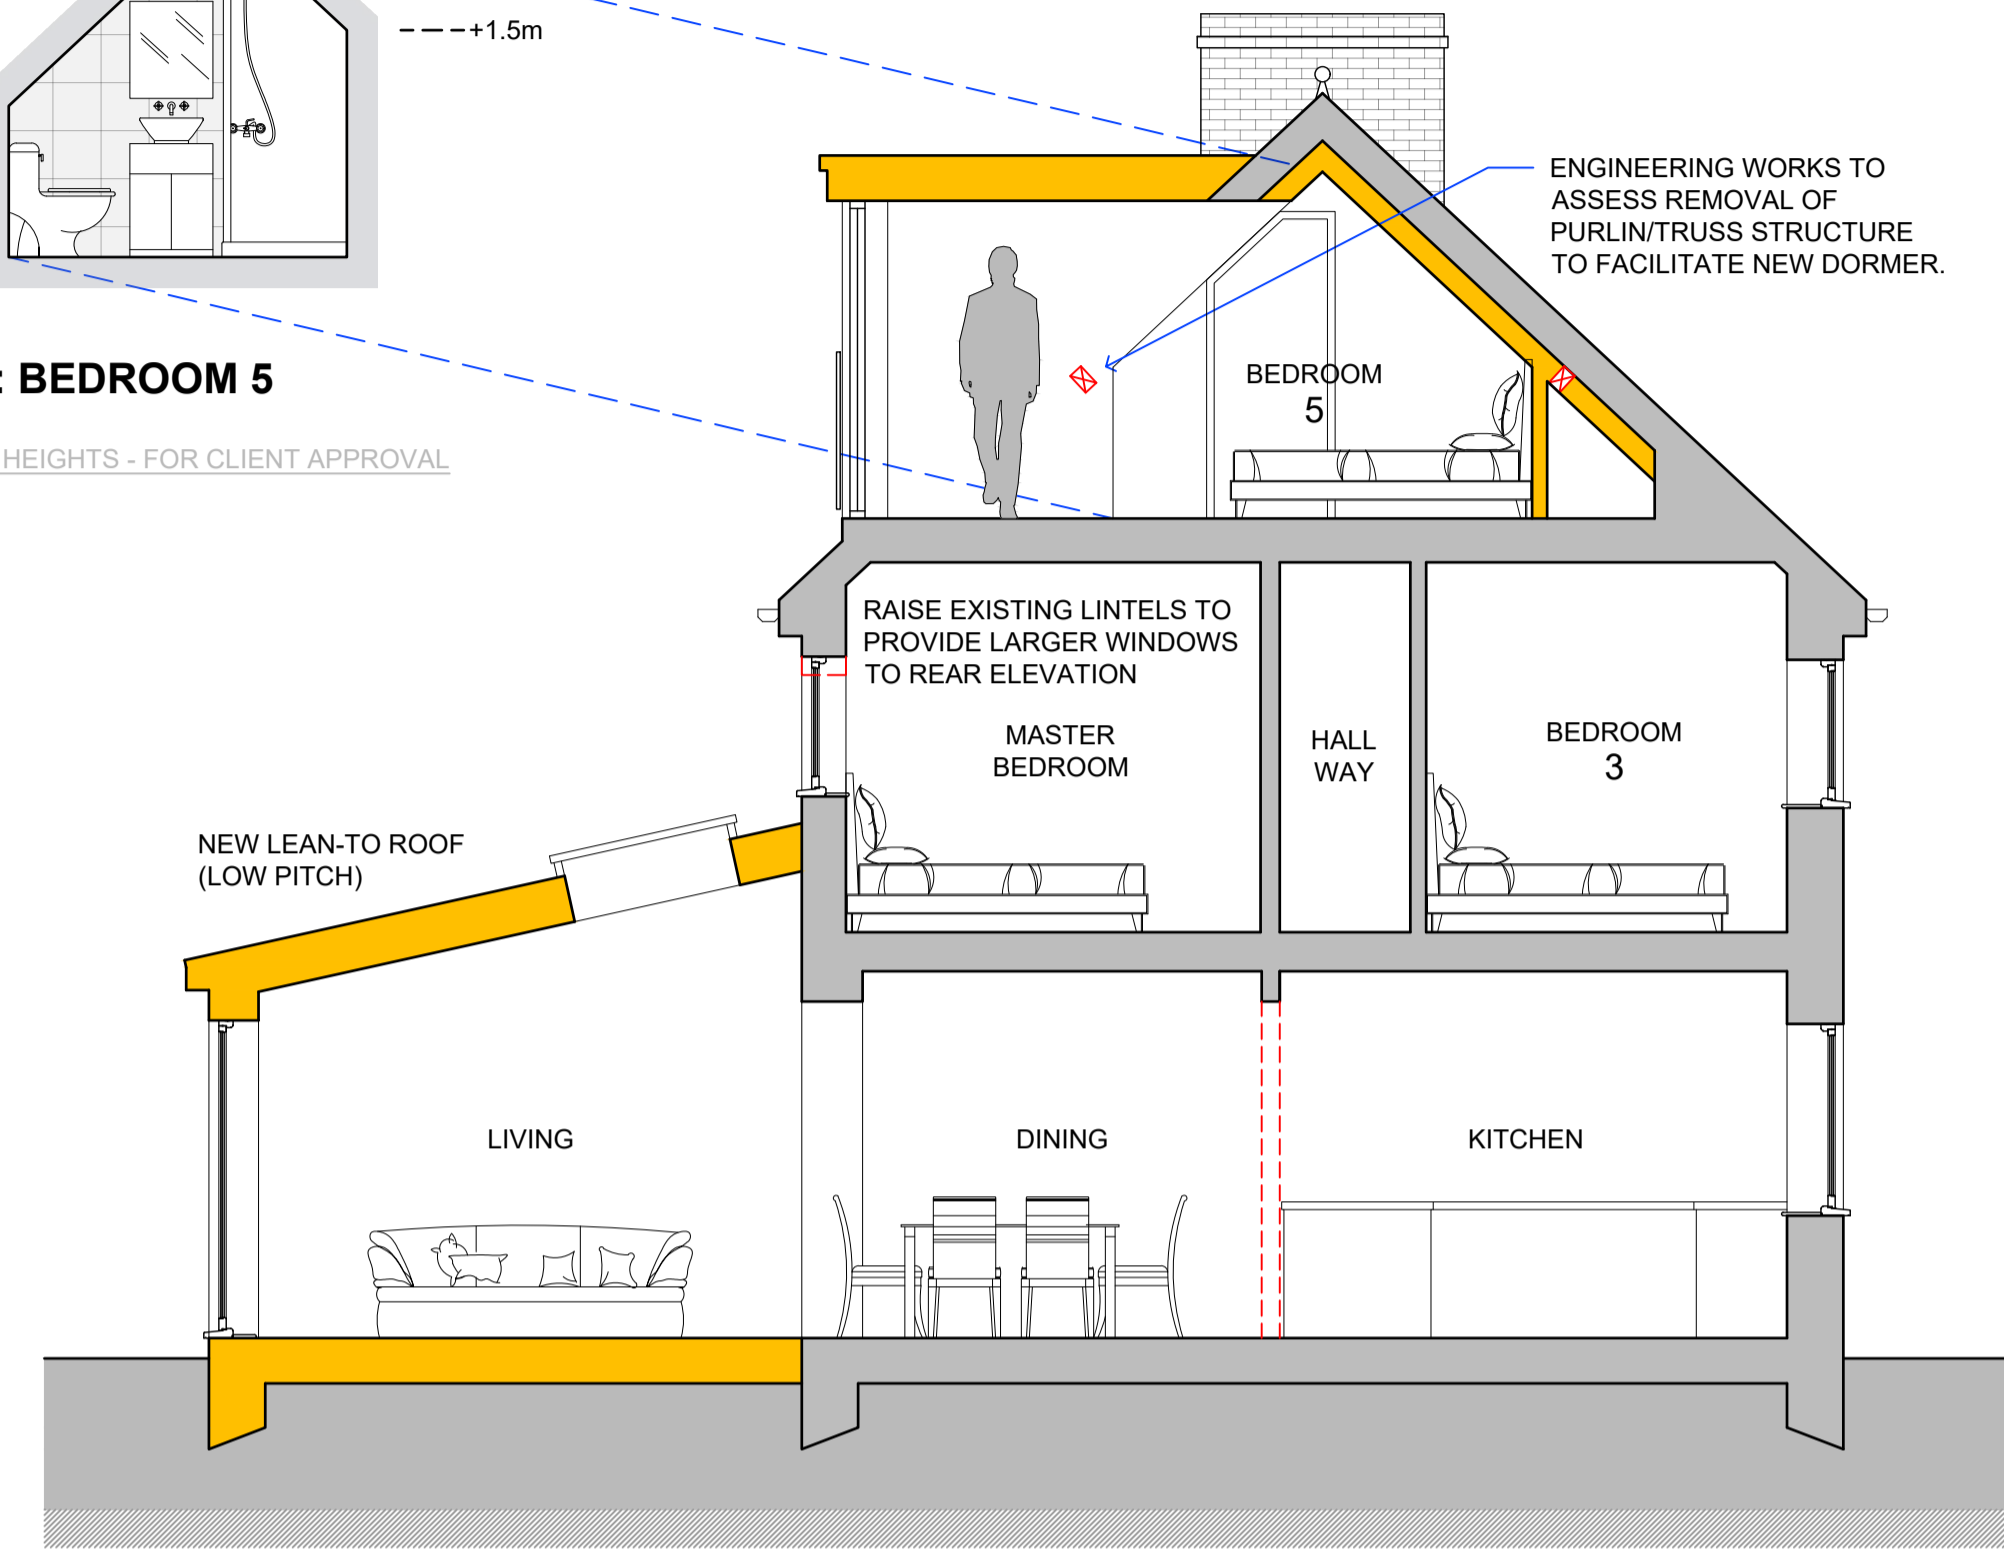 +1.5m
ENGINEERING WORKS TO
ASSESS REMOVAL OF
PURLIN/TRUSS STRUCTURE
TO FACILITATE NEW DORMER.
: BEDROOM 5
HEIGHTS - FOR CLIENT APPROVAL
BEDROOM
5
RAISE EXISTING LINTELS TO
PROVIDE LARGER WINDOWS
TO REAR ELEVATION
MASTER
BEDROOM
HALL
WAY
BEDROOM
3
NEW LEAN-TO ROOF
(LOW PITCH)
LIVING
DINING
KITCHEN